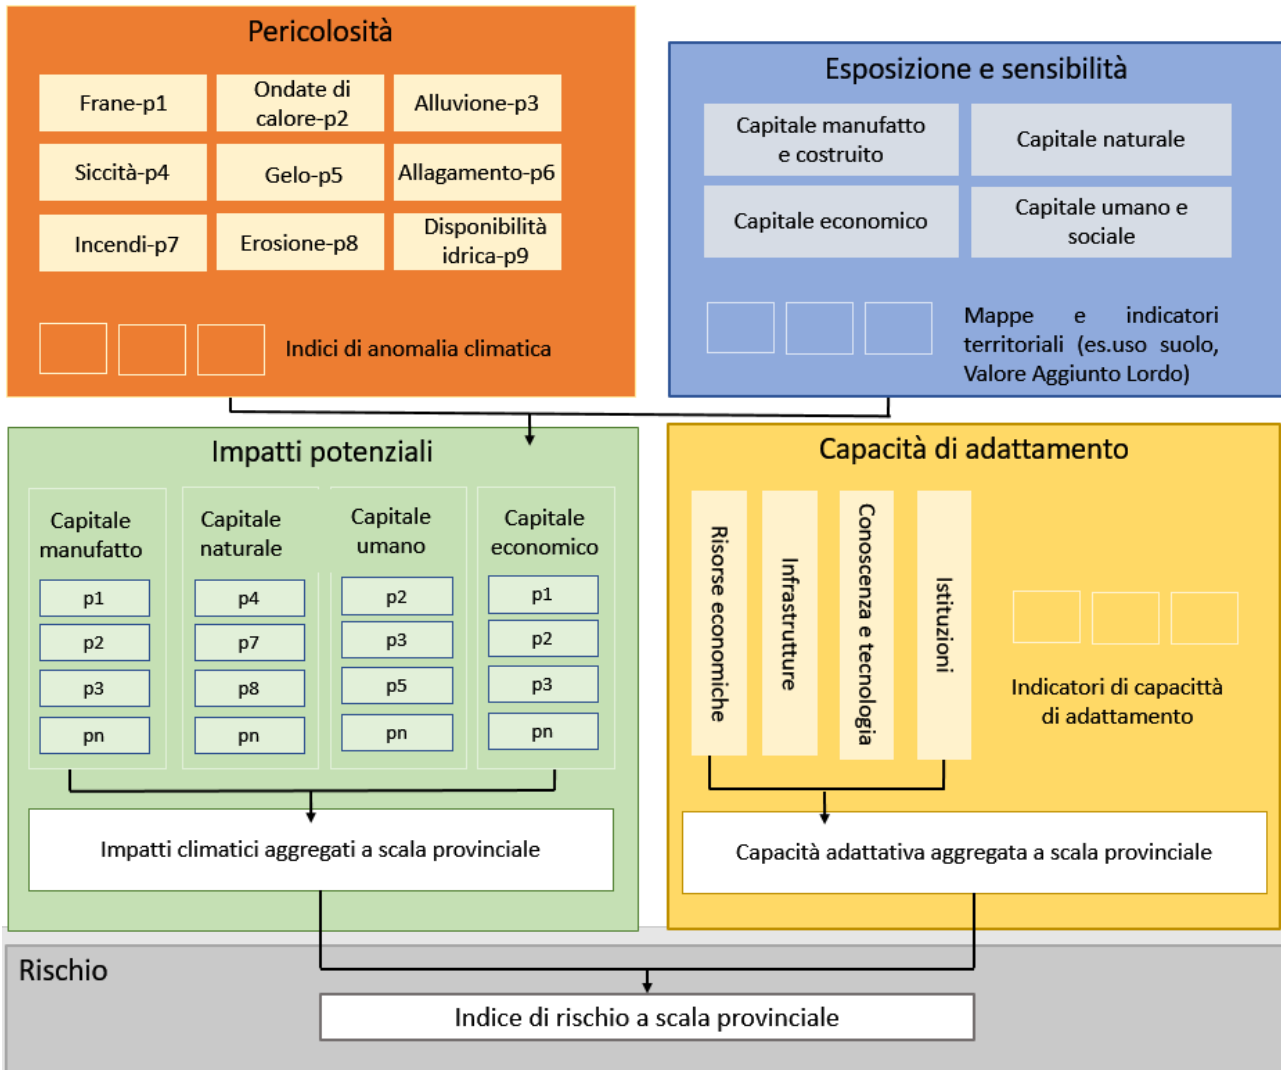 Pericolosità
Frane-p1
Ondate di
calore-p2
Alluvione-p3
Siccità-p4
Gelo-p5
Allagamento-p6
Incendi-p7
Erosione-p8
Disponibilità
idrica-p9
Indici di anomalia climatica
Esposizione e sensibilità
Capitale manufatto
e costruito
Capitale naturale
Capitale economico
Capitale umano e
sociale
Mappe e indicatori
territoriali (es.uso suolo,
Valore Aggiunto Lordo)
Impatti potenziali
Capitale
manufatto
p1
p2
p3
pn
Capitale
naturale
p4
p7
p8
pn
Capitale
umano
p2
p3
p5
pn
Capitale
economico
p1
p2
p3
pn
Impatti climatici aggregati a scala provinciale
Capacità di adattamento
Risorse economiche
Infrastrutture
Conoscenza e tecnologia
Istituzioni
Indicatori di capacittà
di adattamento
Capacità adattativa aggregata a scala provinciale
Rischio
Indice di rischio a scala provinciale